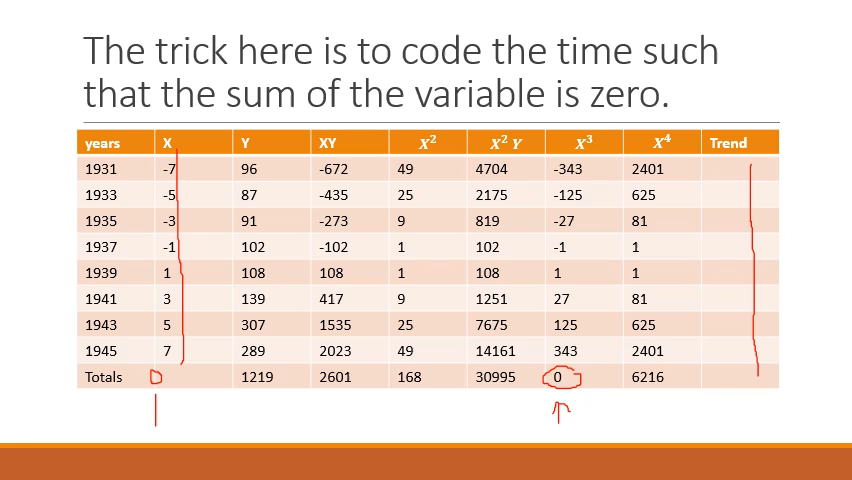 The trick here is to code the time such
that the sum of the variable is zero.
years X Y XY X² X² Y X³ X⁴ Trend
1931 -7 96 -672 49 4704 -343 2401
1933 -5 87 -435 25 2175 -125 625
1935 -3 91 -273 9 819 -27 81
1937 -1 102 -102 1 102 -1 1
1939 1 108 108 1 108 1 1
1941 3 139 417 9 1251 27 81
1943 5 307 1535 25 7675 125 625
1945 7 289 2023 49 14161 343 2401
Totals 0 1219 2601 168 30995 0 6216